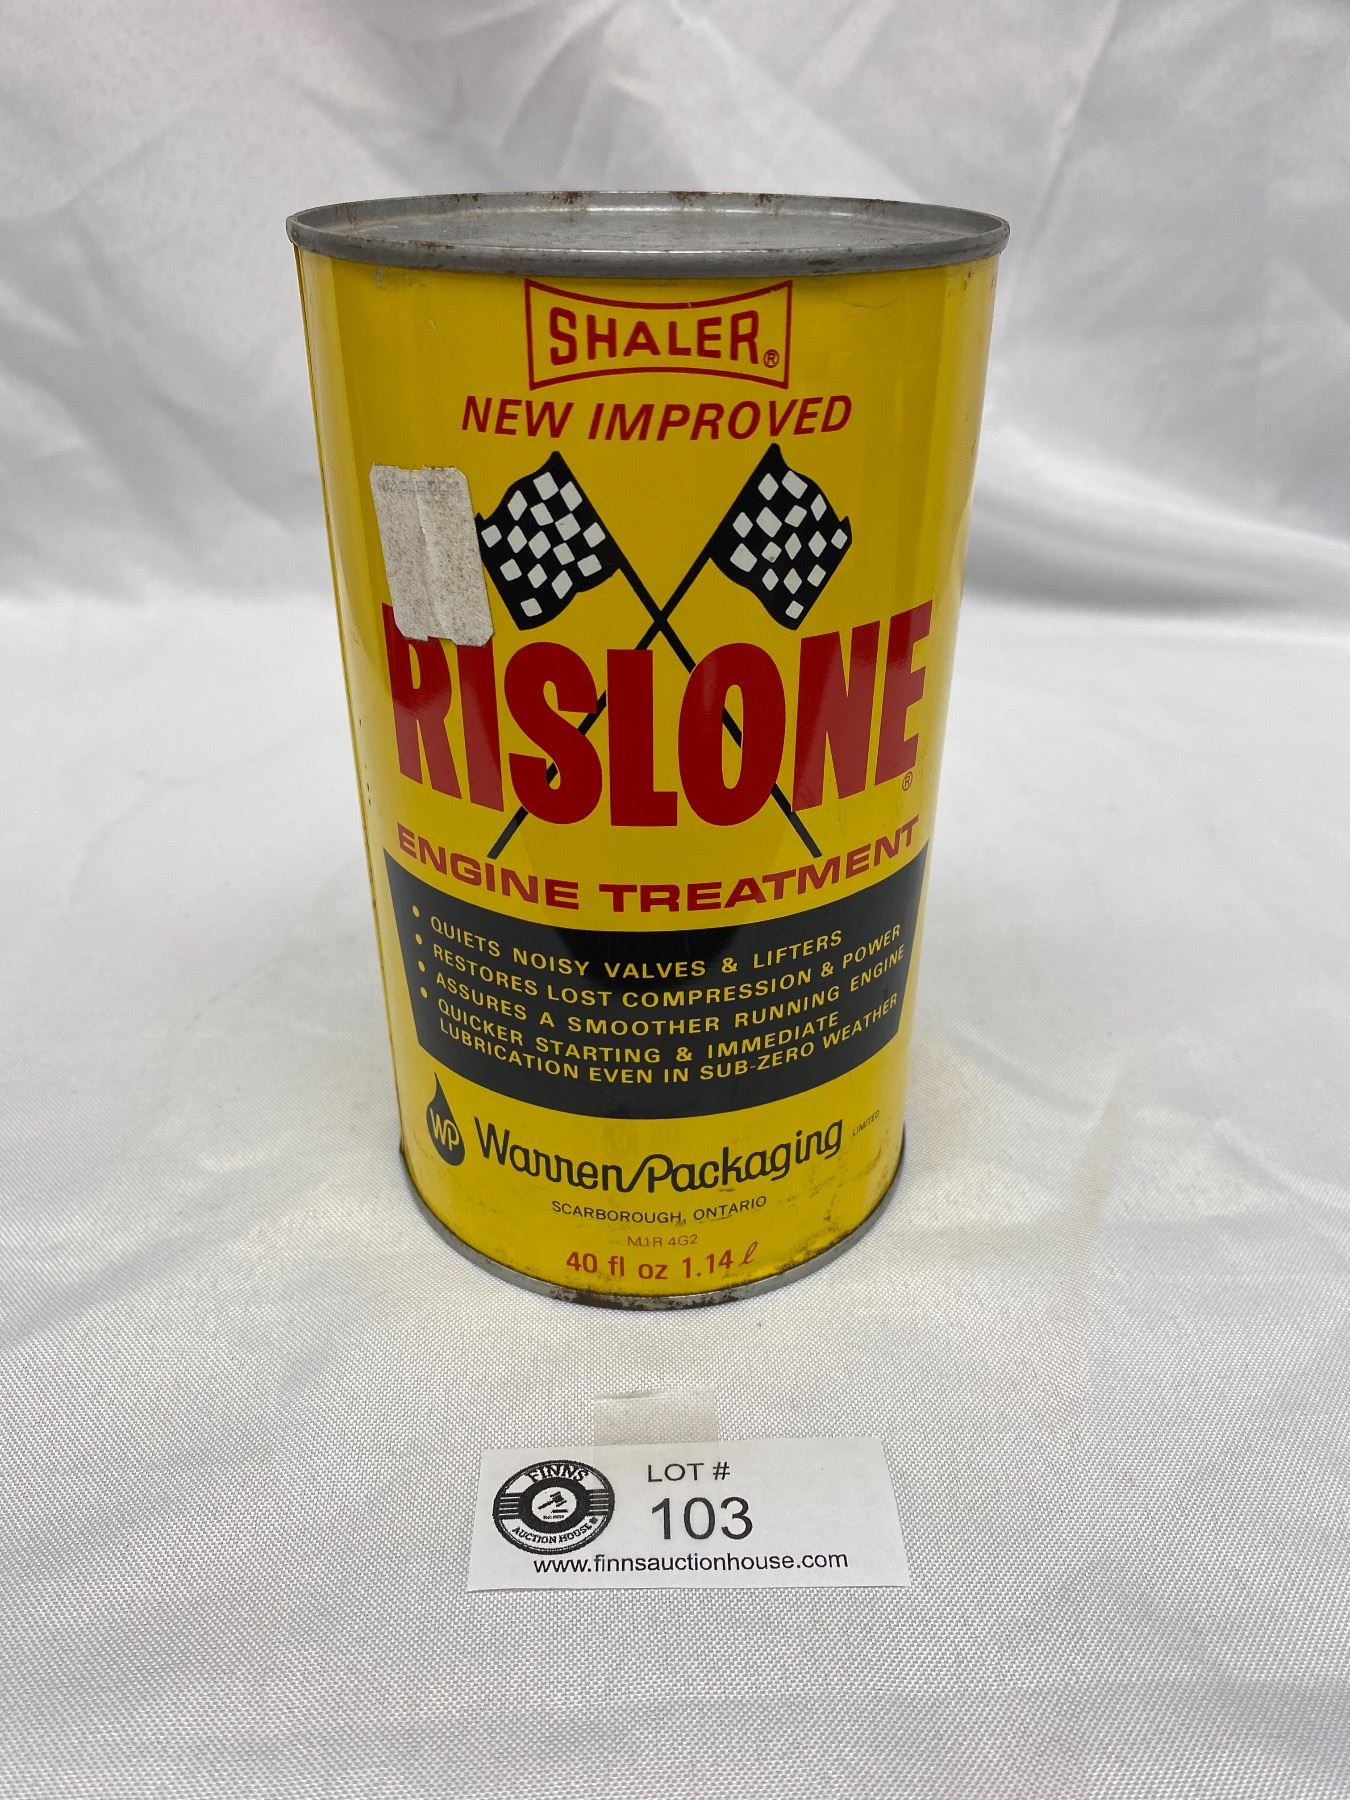 SHALER®
NEW IMPROVED
RISLONE®
ENGINE TREATMENT
• QUIETS NOISY VALVES & LIFTERS
• RESTORES LOST COMPRESSION & POWER
• ASSURES A SMOOTHER RUNNING ENGINE
• QUICKER STARTING & IMMEDIATE
LUBRICATION EVEN IN SUB-ZERO WEATHER
WP Warren/Packaging LIMITED
SCARBOROUGH, ONTARIO
M1R 4G2
40 fl oz 1.14 ℓ
FINNS
AUCTION HOUSE
LOT #
103
www.finnsauctionhouse.com